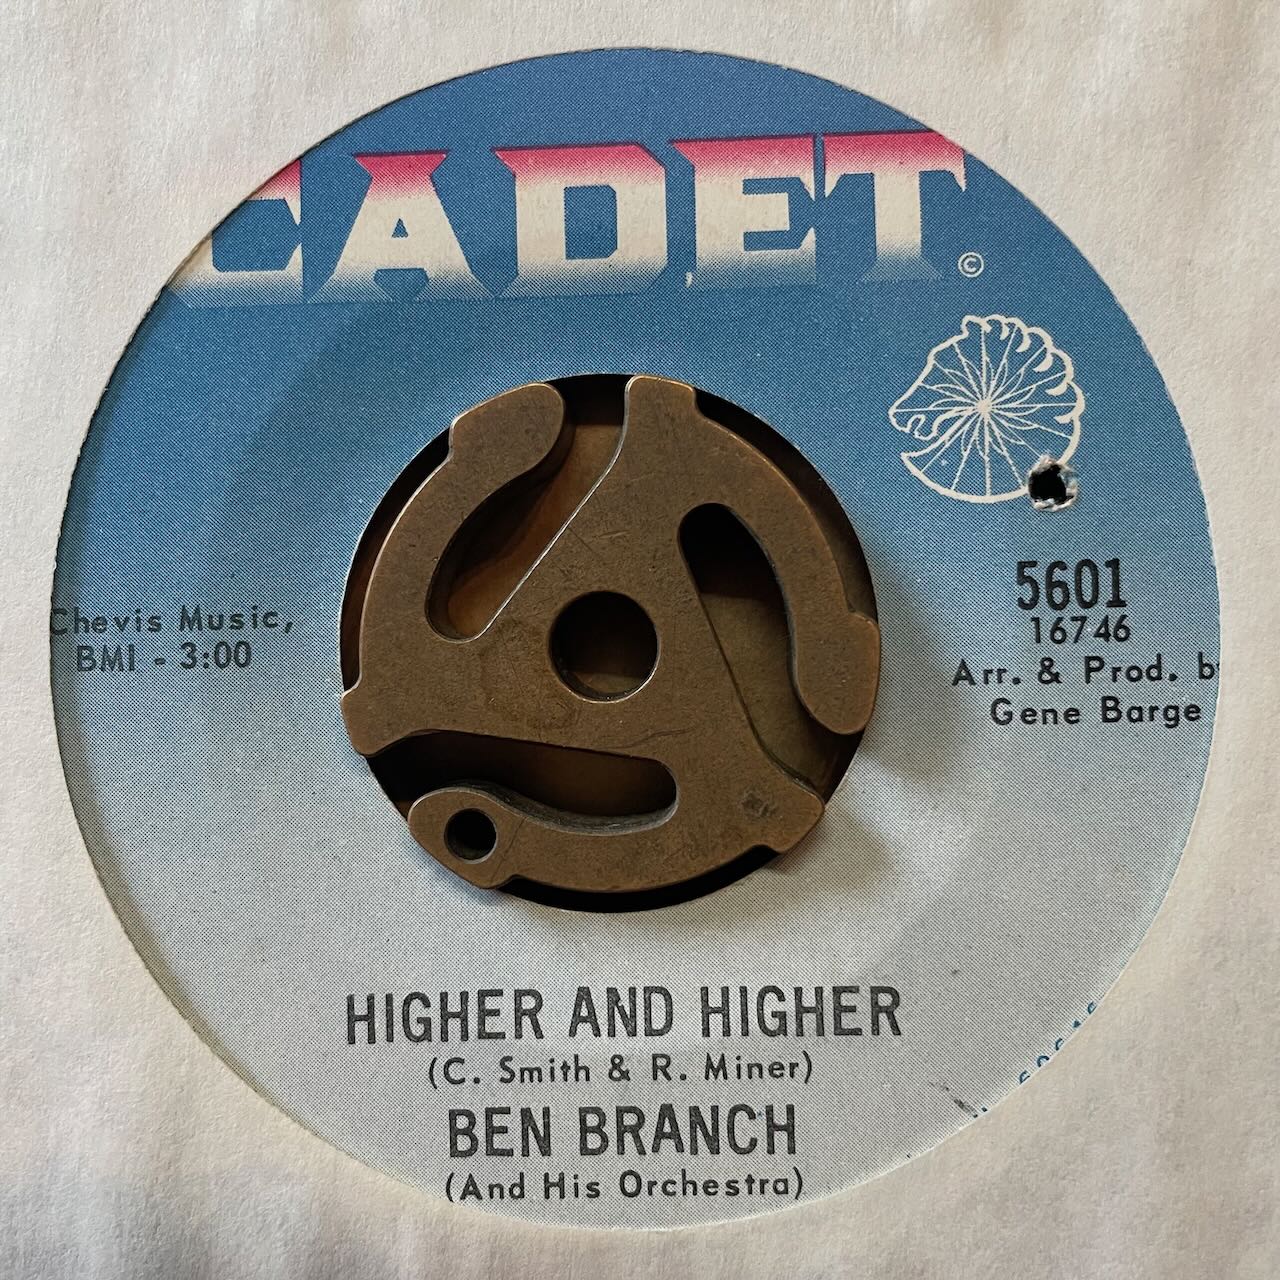 CADET
©
Chevis Music,
BMI - 3:00
5601
16746
Arr. & Prod. by
Gene Barge
HIGHER AND HIGHER
(C. Smith & R. Miner)
BEN BRANCH
(And His Orchestra)